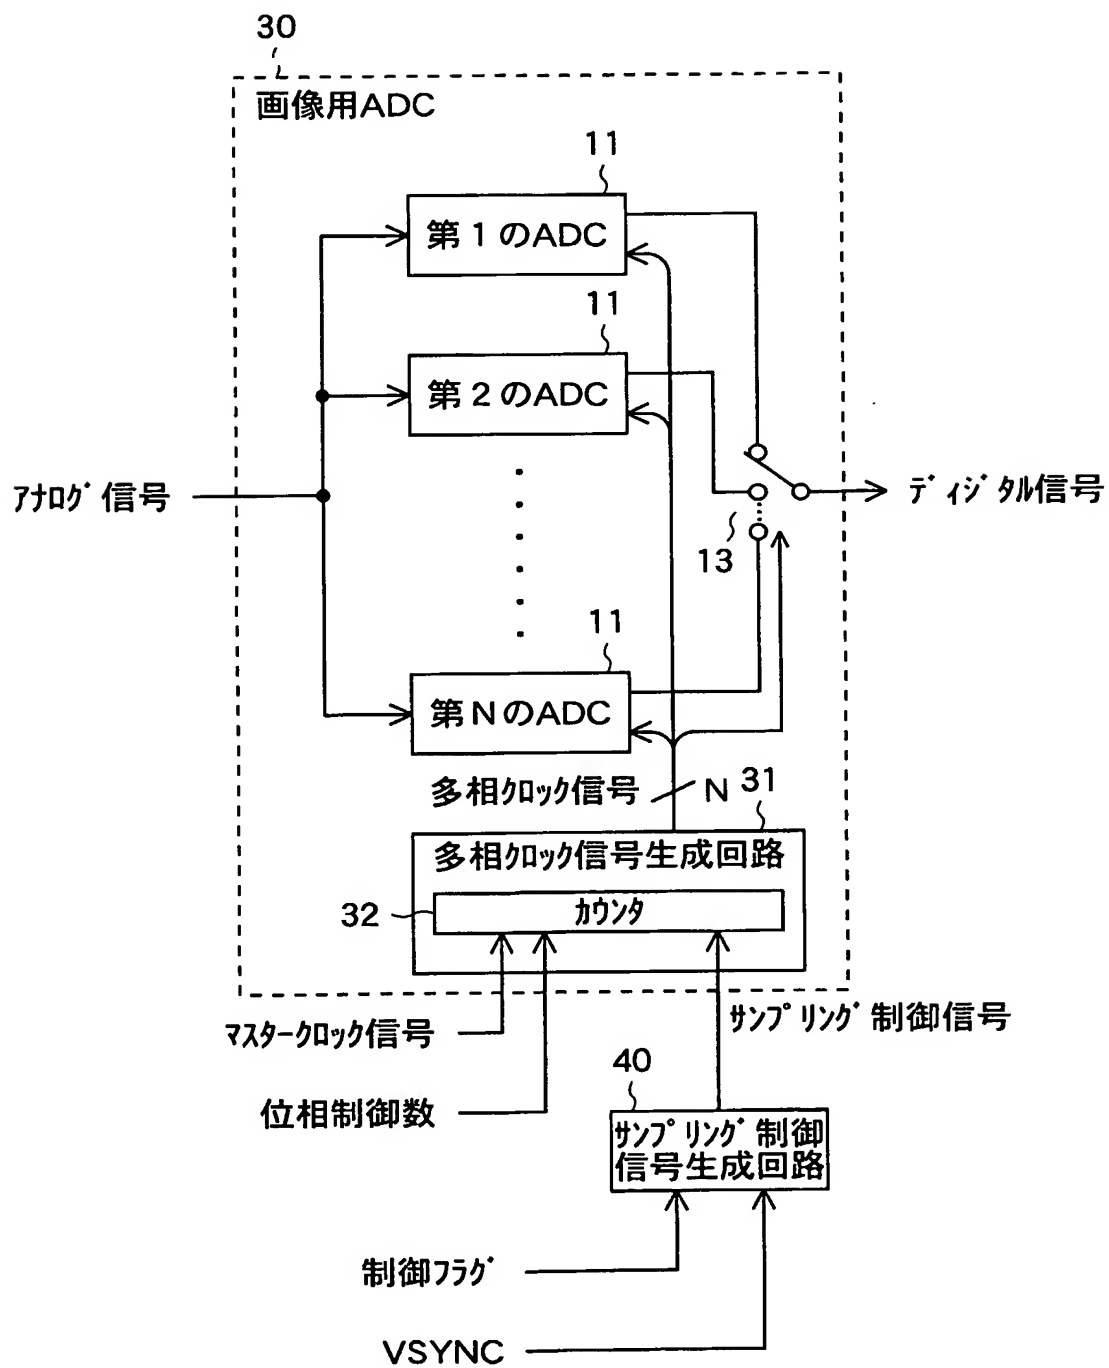 30
画像用ADC
11
第1のADC
11
第2のADC
ｱﾅﾛｸﾞ信号
ﾃﾞｨｼﾞﾀﾙ信号
13
11
第NのADC
多相ｸﾛｯｸ信号
N
31
多相ｸﾛｯｸ信号生成回路
32
ｶｳﾝﾀ
ﾏｽﾀｰｸﾛｯｸ信号
ｻﾝﾌﾟﾘﾝｸﾞ制御信号
40
位相制御数
ｻﾝﾌﾟﾘﾝｸﾞ制御
信号生成回路
制御ﾌﾗｸﾞ
VSYNC